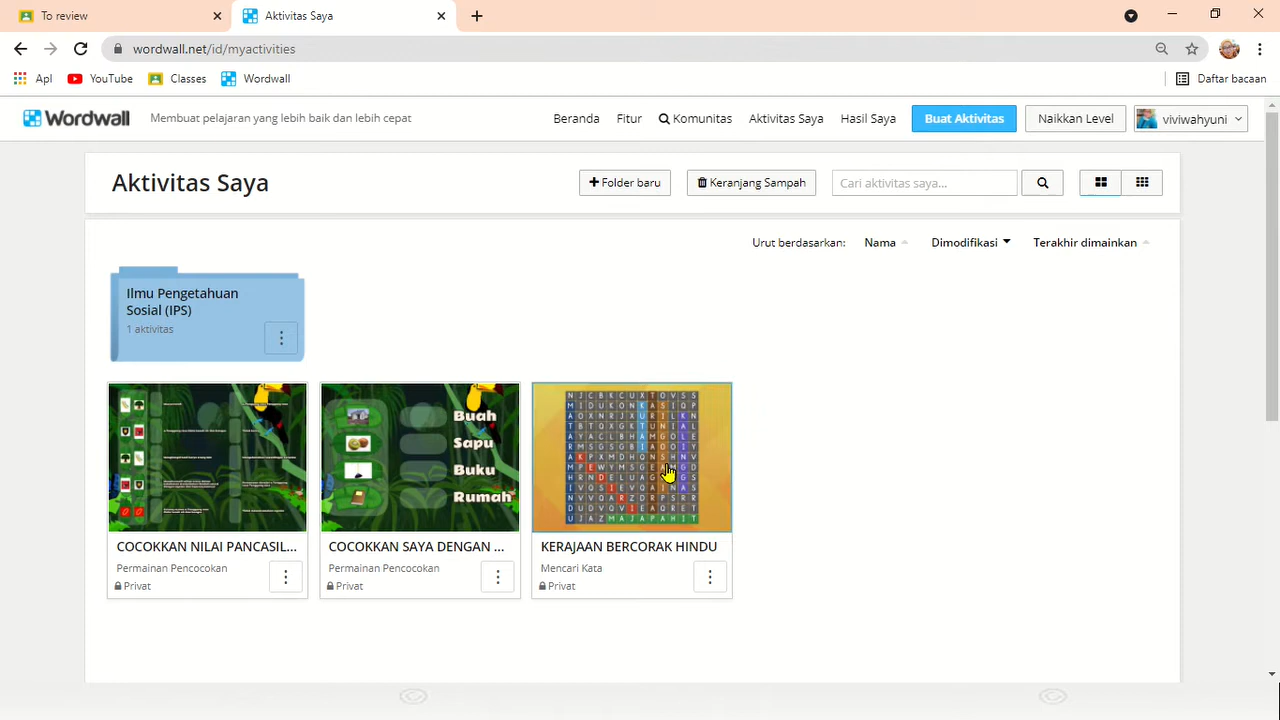 To review
Aktivitas Saya
wordwall.net/id/myactivities
Apl
YouTube
Classes
Wordwall
Daftar bacaan
Wordwall
Membuat pelajaran yang lebih baik dan lebih cepat
Beranda
Fitur
Komunitas
Aktivitas Saya
Hasil Saya
Buat Aktivitas
Naikkan Level
viviwahyuni
Aktivitas Saya
Folder baru
Keranjang Sampah
Cari aktivitas saya...
Urut berdasarkan:
Nama
Dimodifikasi
Terakhir dimainkan
Ilmu Pengetahuan
Sosial (IPS)
1 aktivitas
Buah
Sapu
Buku
Rumah
COCOKKAN NILAI PANCASIL...
Permainan Pencocokan
Privat
COCOKKAN SAYA DENGAN ...
Permainan Pencocokan
Privat
KERAJAAN BERCORAK HINDU
Mencari Kata
Privat